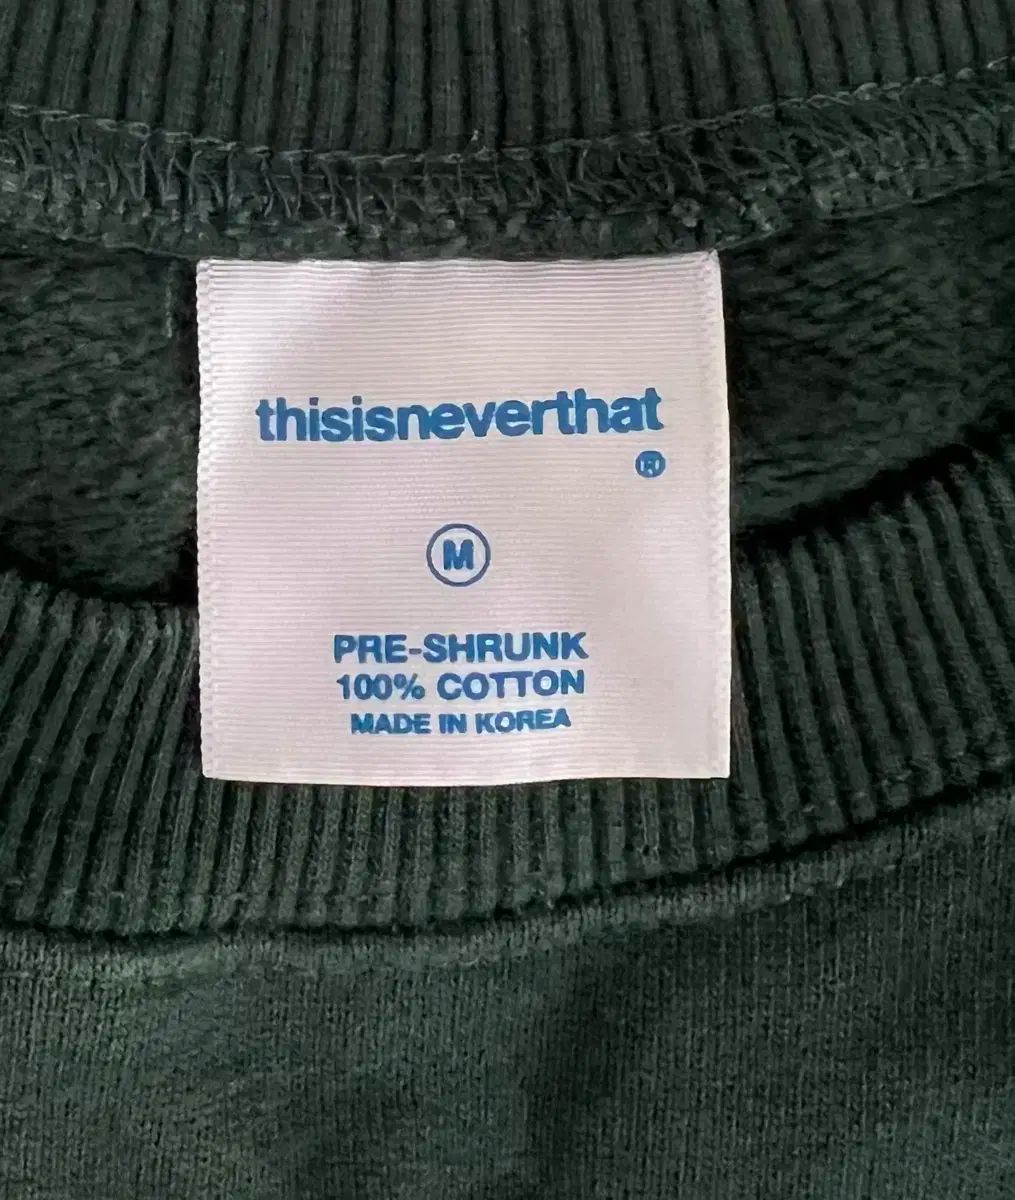 thisisneverthat
®
M
PRE-SHRUNK
100% COTTON
MADE IN KOREA